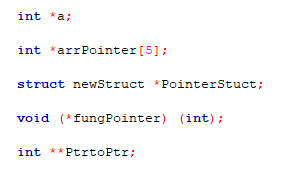 int *a;
int *arrPointer[5];
struct newStruct *PointerStuct;
void (*fungPointer) (int);
int **PtrtoPtr;